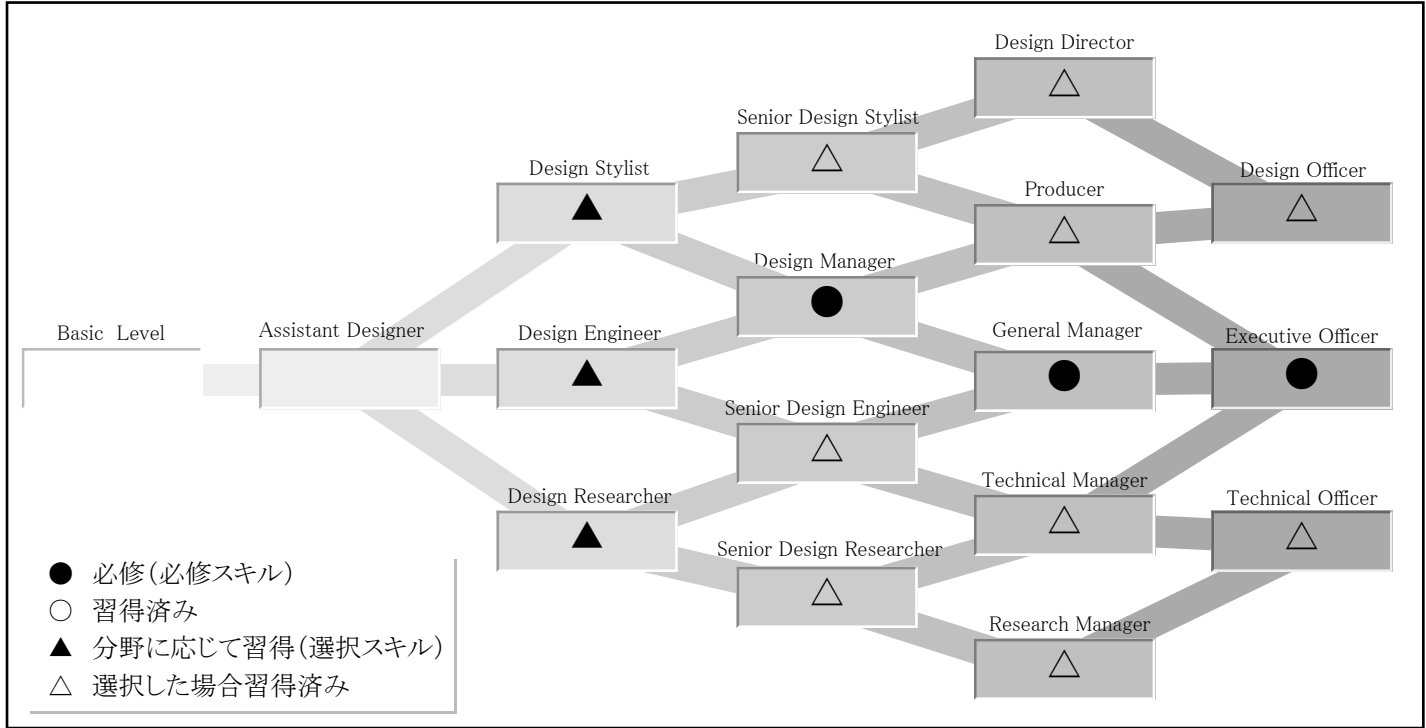 Design Director
△
Senior Design Stylist
△
Design Stylist
▲
Design Officer
△
Producer
△
Design Manager
●
Basic Level
Assistant Designer
Design Engineer
▲
General Manager
●
Executive Officer
●
Senior Design Engineer
△
Design Researcher
▲
Technical Manager
△
Technical Officer
△
Senior Design Researcher
△
Research Manager
△
● 必修(必修スキル)
○ 習得済み
▲ 分野に応じて習得(選択スキル)
△ 選択した場合習得済み